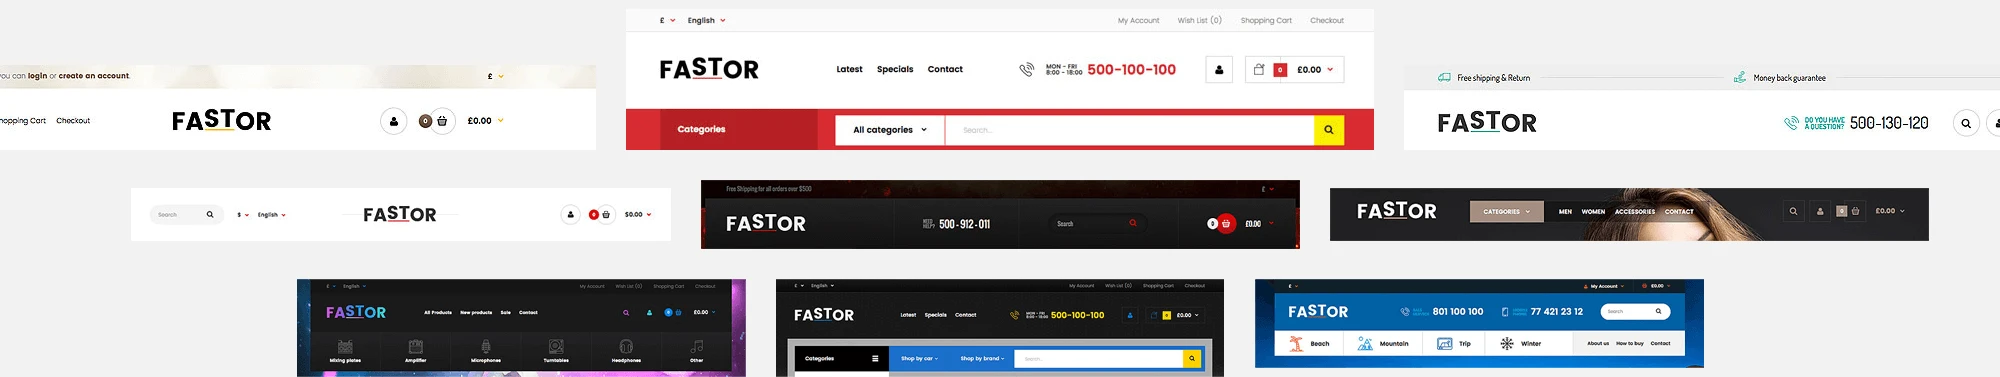 £ English My Account Wish List (0) Shopping Cart Checkout
FASTOR Latest Specials Contact MON - FRI 8:00 - 18:00 500-100-100 0 £0.00
Categories All categories Search...
you can login or create an account. £
Shopping Cart Checkout FASTOR 0 £0.00
Free shipping & Return Money back guarantee
FASTOR DO YOU HAVE A QUESTION? 500-130-120
Search $ English FASTOR 0 $0.00
Free Shipping for all orders over $500 £
FASTOR NEED HELP? 500-912-011 Search 0 £0.00
FASTOR CATEGORIES MEN WOMEN ACCESSORIES CONTACT 0 £0.00
£ English My Account Wish List (0) Shopping Cart Checkout
FASTOR All Products New products Sale Contact 0 £0.00
Mixing plates Amplifier Microphones Turntables Headphones Other
£ English My Account Wish List (0) Shopping Cart Checkout
FASTOR Latest Specials Contact MON - FRI 8:00 - 18:00 500-100-100 0 £0.00
Categories Shop by car Shop by brand Search...
£ My Account £0.00
FASTOR 801 100 100 77 421 23 12 Search
Beach Mountain Trip Winter About us How to buy Contact